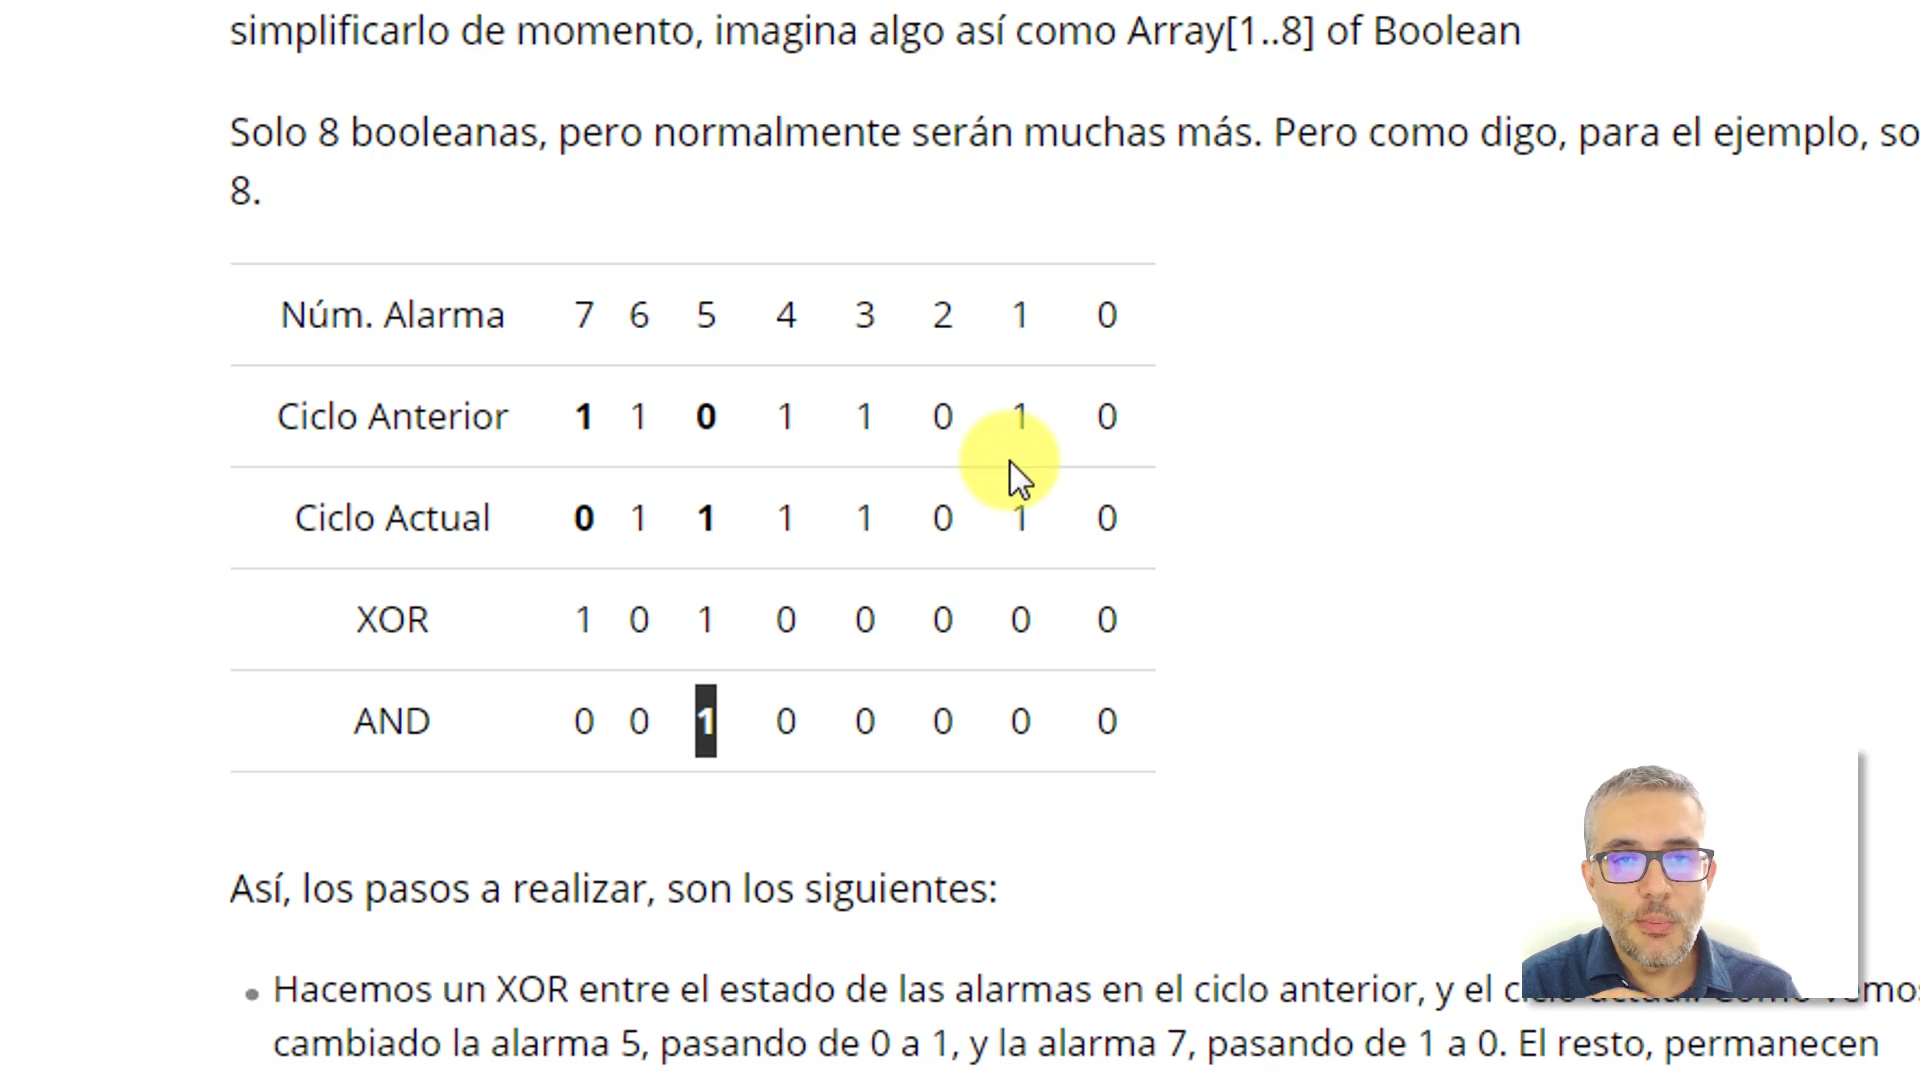 simplificarlo de momento, imagina algo así como Array[1..8] of Boolean
Solo 8 booleanas, pero normalmente serán muchas más. Pero como digo, para el ejemplo, so
8.
Núm. Alarma 7 6 5 4 3 2 1 0
Ciclo Anterior 1 1 0 1 1 0 1 0
Ciclo Actual 0 1 1 1 1 0 1 0
XOR 1 0 1 0 0 0 0 0
AND 0 0 1 0 0 0 0 0
Así, los pasos a realizar, son los siguientes:
Hacemos un XOR entre el estado de las alarmas en el ciclo anterior, y el
cambiado la alarma 5, pasando de 0 a 1, y la alarma 7, pasando de 1 a 0. El resto, permanecen